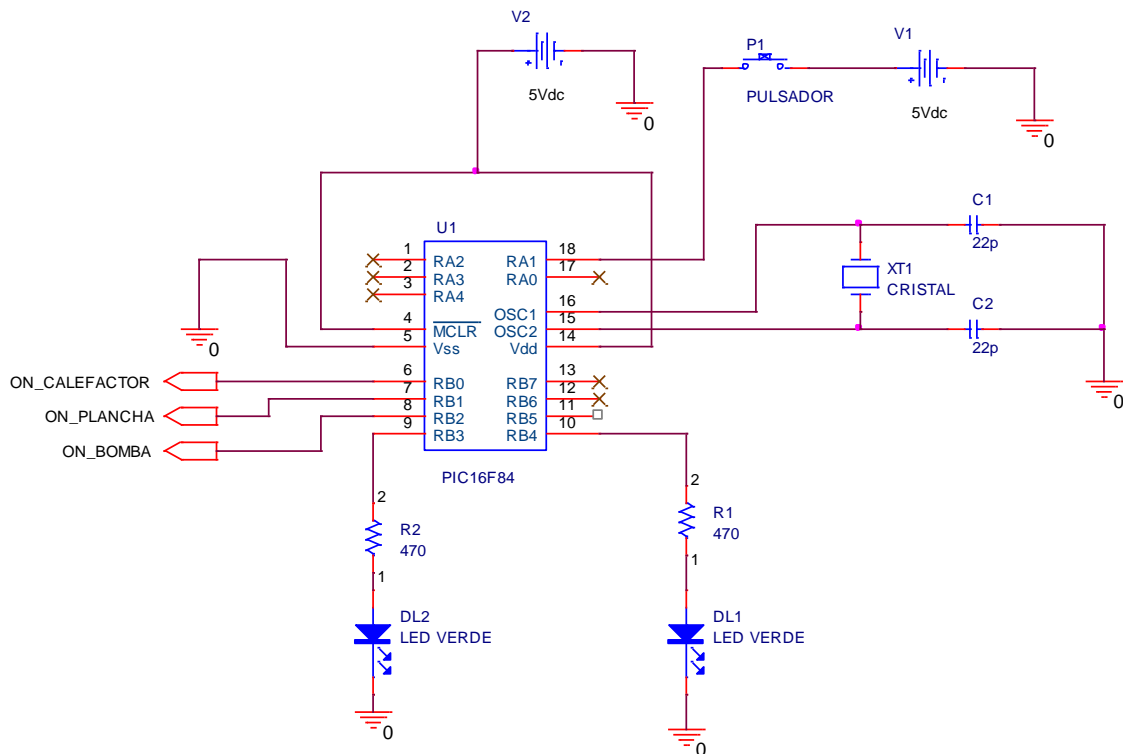 V2
5Vdc
0
P1
PULSADOR
V1
5Vdc
0
U1
1
RA2
2
RA3
3
RA4
4
MCLR
5
Vss
6
RB0
7
RB1
8
RB2
9
RB3
18
RA1
17
RA0
16
OSC1
15
OSC2
14
Vdd
13
RB7
12
RB6
11
RB5
10
RB4
PIC16F84
0
ON_CALEFACTOR
ON_PLANCHA
ON_BOMBA
C1
22p
XT1
CRISTAL
C2
22p
0
2
R2
470
1
DL2
LED VERDE
0
2
R1
470
1
DL1
LED VERDE
0